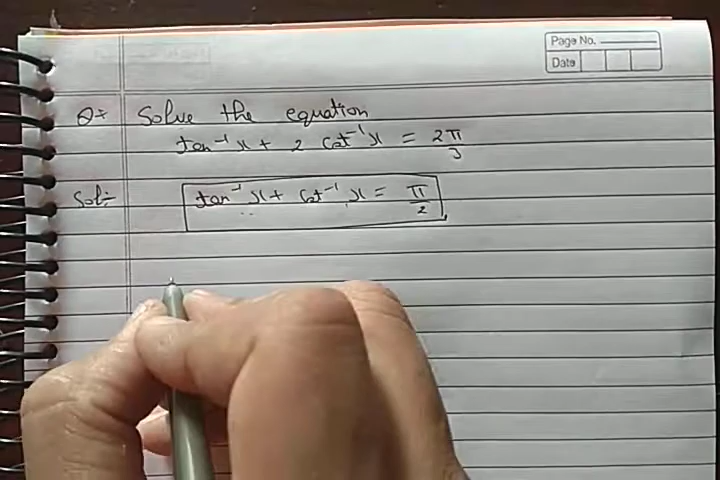 Page No.
Date
Q:- Solve the equation
tan⁻¹x + 2 cot⁻¹x = 2π/3
Sol:- tan⁻¹x + cot⁻¹x = π/2